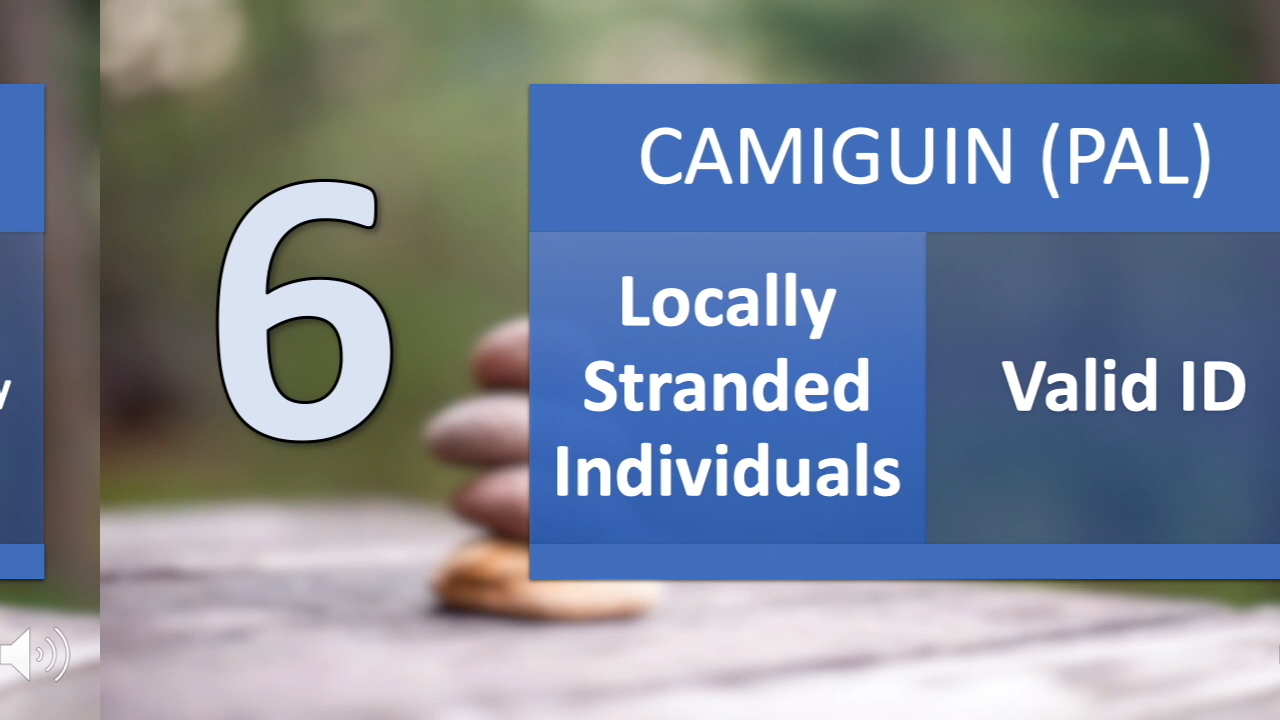 6
CAMIGUIN (PAL)
Locally
Stranded
Individuals
Valid ID